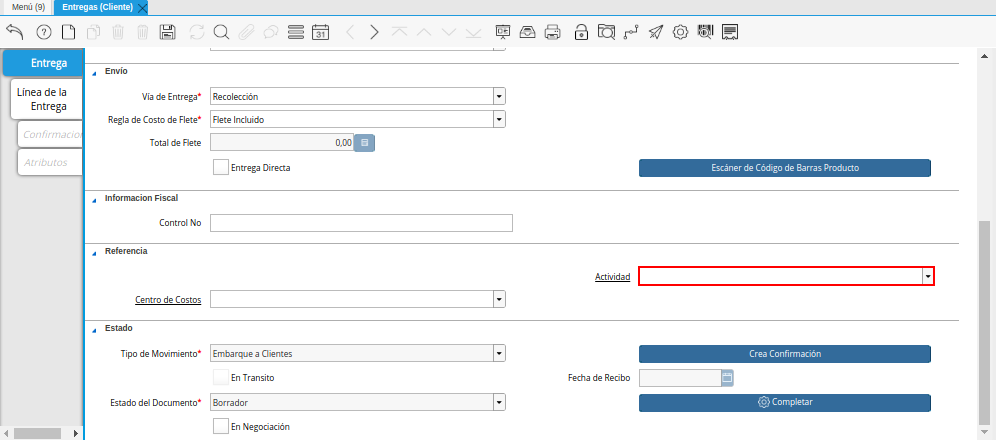 Menú (9)
Entregas (Cliente)
31
Entrega
Línea de la
Entrega
Confirmacion
Atributos
Envío
Vía de Entrega*
Recolección
Regla de Costo de Flete*
Flete Incluido
Total de Flete
0,00
Entrega Directa
Escáner de Código de Barras Producto
Informacion Fiscal
Control No
Referencia
Actividad
Centro de Costos
Estado
Tipo de Movimiento*
Embarque a Clientes
Crea Confirmación
En Transito
Fecha de Recibo
Estado del Documento*
Borrador
Completar
En Negociación